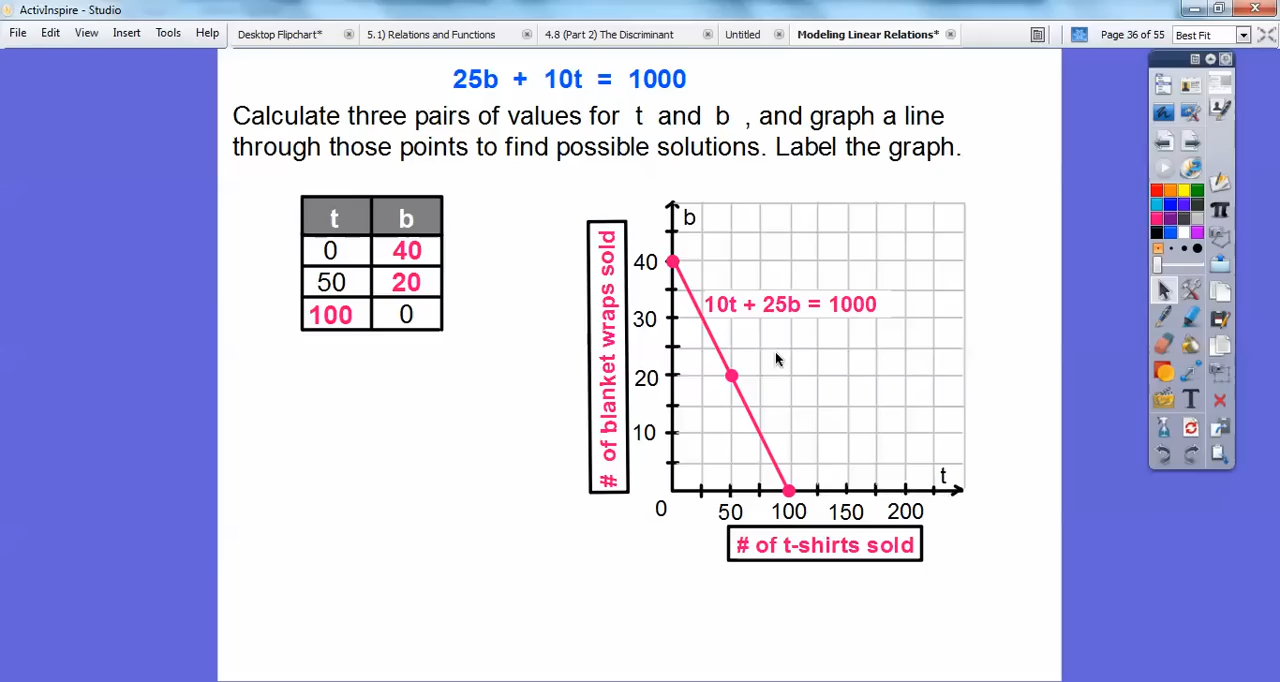 ActivInspire - Studio
File Edit View Insert Tools Help Desktop Flipchart* 5.1) Relations and Functions 4.8 (Part 2) The Discriminant Untitled Modeling Linear Relations* Page 36 of 55 Best Fit
25b + 10t = 1000
Calculate three pairs of values for t and b , and graph a line
through those points to find possible solutions. Label the graph.
t b
0 40
50 20
100 0
# of blanket wraps sold
b
40
30
20
10
0
10t + 25b = 1000
t
50 100 150 200
# of t-shirts sold